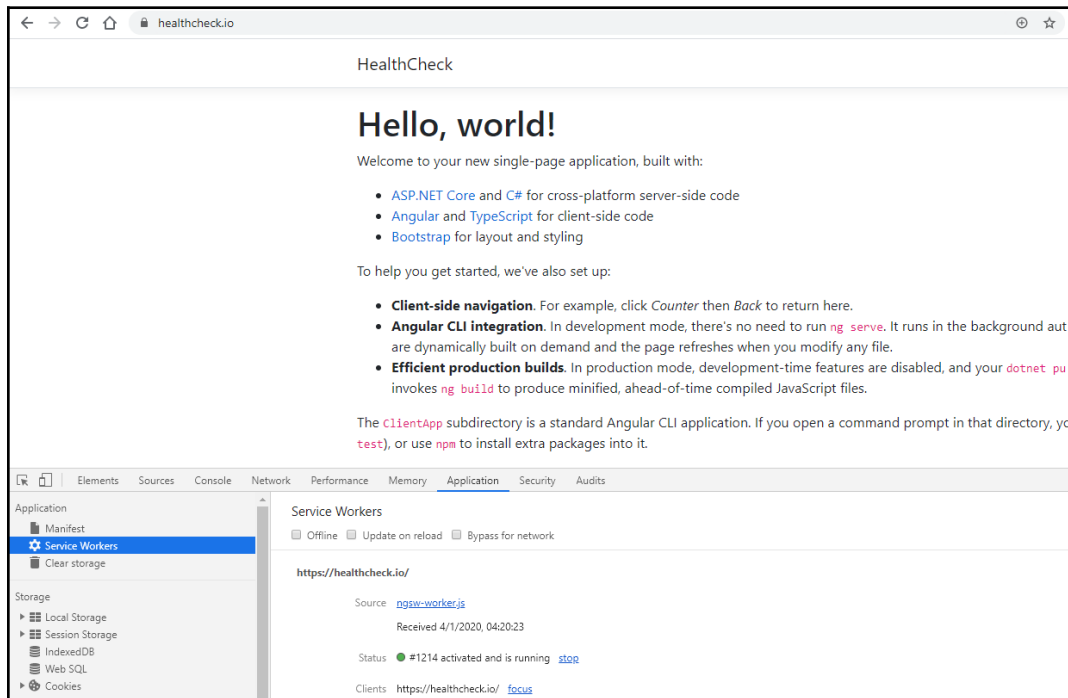 healthcheck.io
HealthCheck
Hello, world!
Welcome to your new single-page application, built with:
ASP.NET Core and C# for cross-platform server-side code
Angular and TypeScript for client-side code
Bootstrap for layout and styling
To help you get started, we've also set up:
Client-side navigation. For example, click Counter then Back to return here.
Angular CLI integration. In development mode, there's no need to run ng serve. It runs in the background aut
are dynamically built on demand and the page refreshes when you modify any file.
Efficient production builds. In production mode, development-time features are disabled, and your dotnet pu
invokes ng build to produce minified, ahead-of-time compiled JavaScript files.
The ClientApp subdirectory is a standard Angular CLI application. If you open a command prompt in that directory, yo
test), or use npm to install extra packages into it.
Elements Sources Console Network Performance Memory Application Security Audits
Application
Manifest
Service Workers
Clear storage
Storage
Local Storage
Session Storage
IndexedDB
Web SQL
Cookies
Service Workers
Offline Update on reload Bypass for network
https://healthcheck.io/
Source ngsw-worker.js
Received 4/1/2020, 04:20:23
Status #1214 activated and is running stop
Clients https://healthcheck.io/ focus